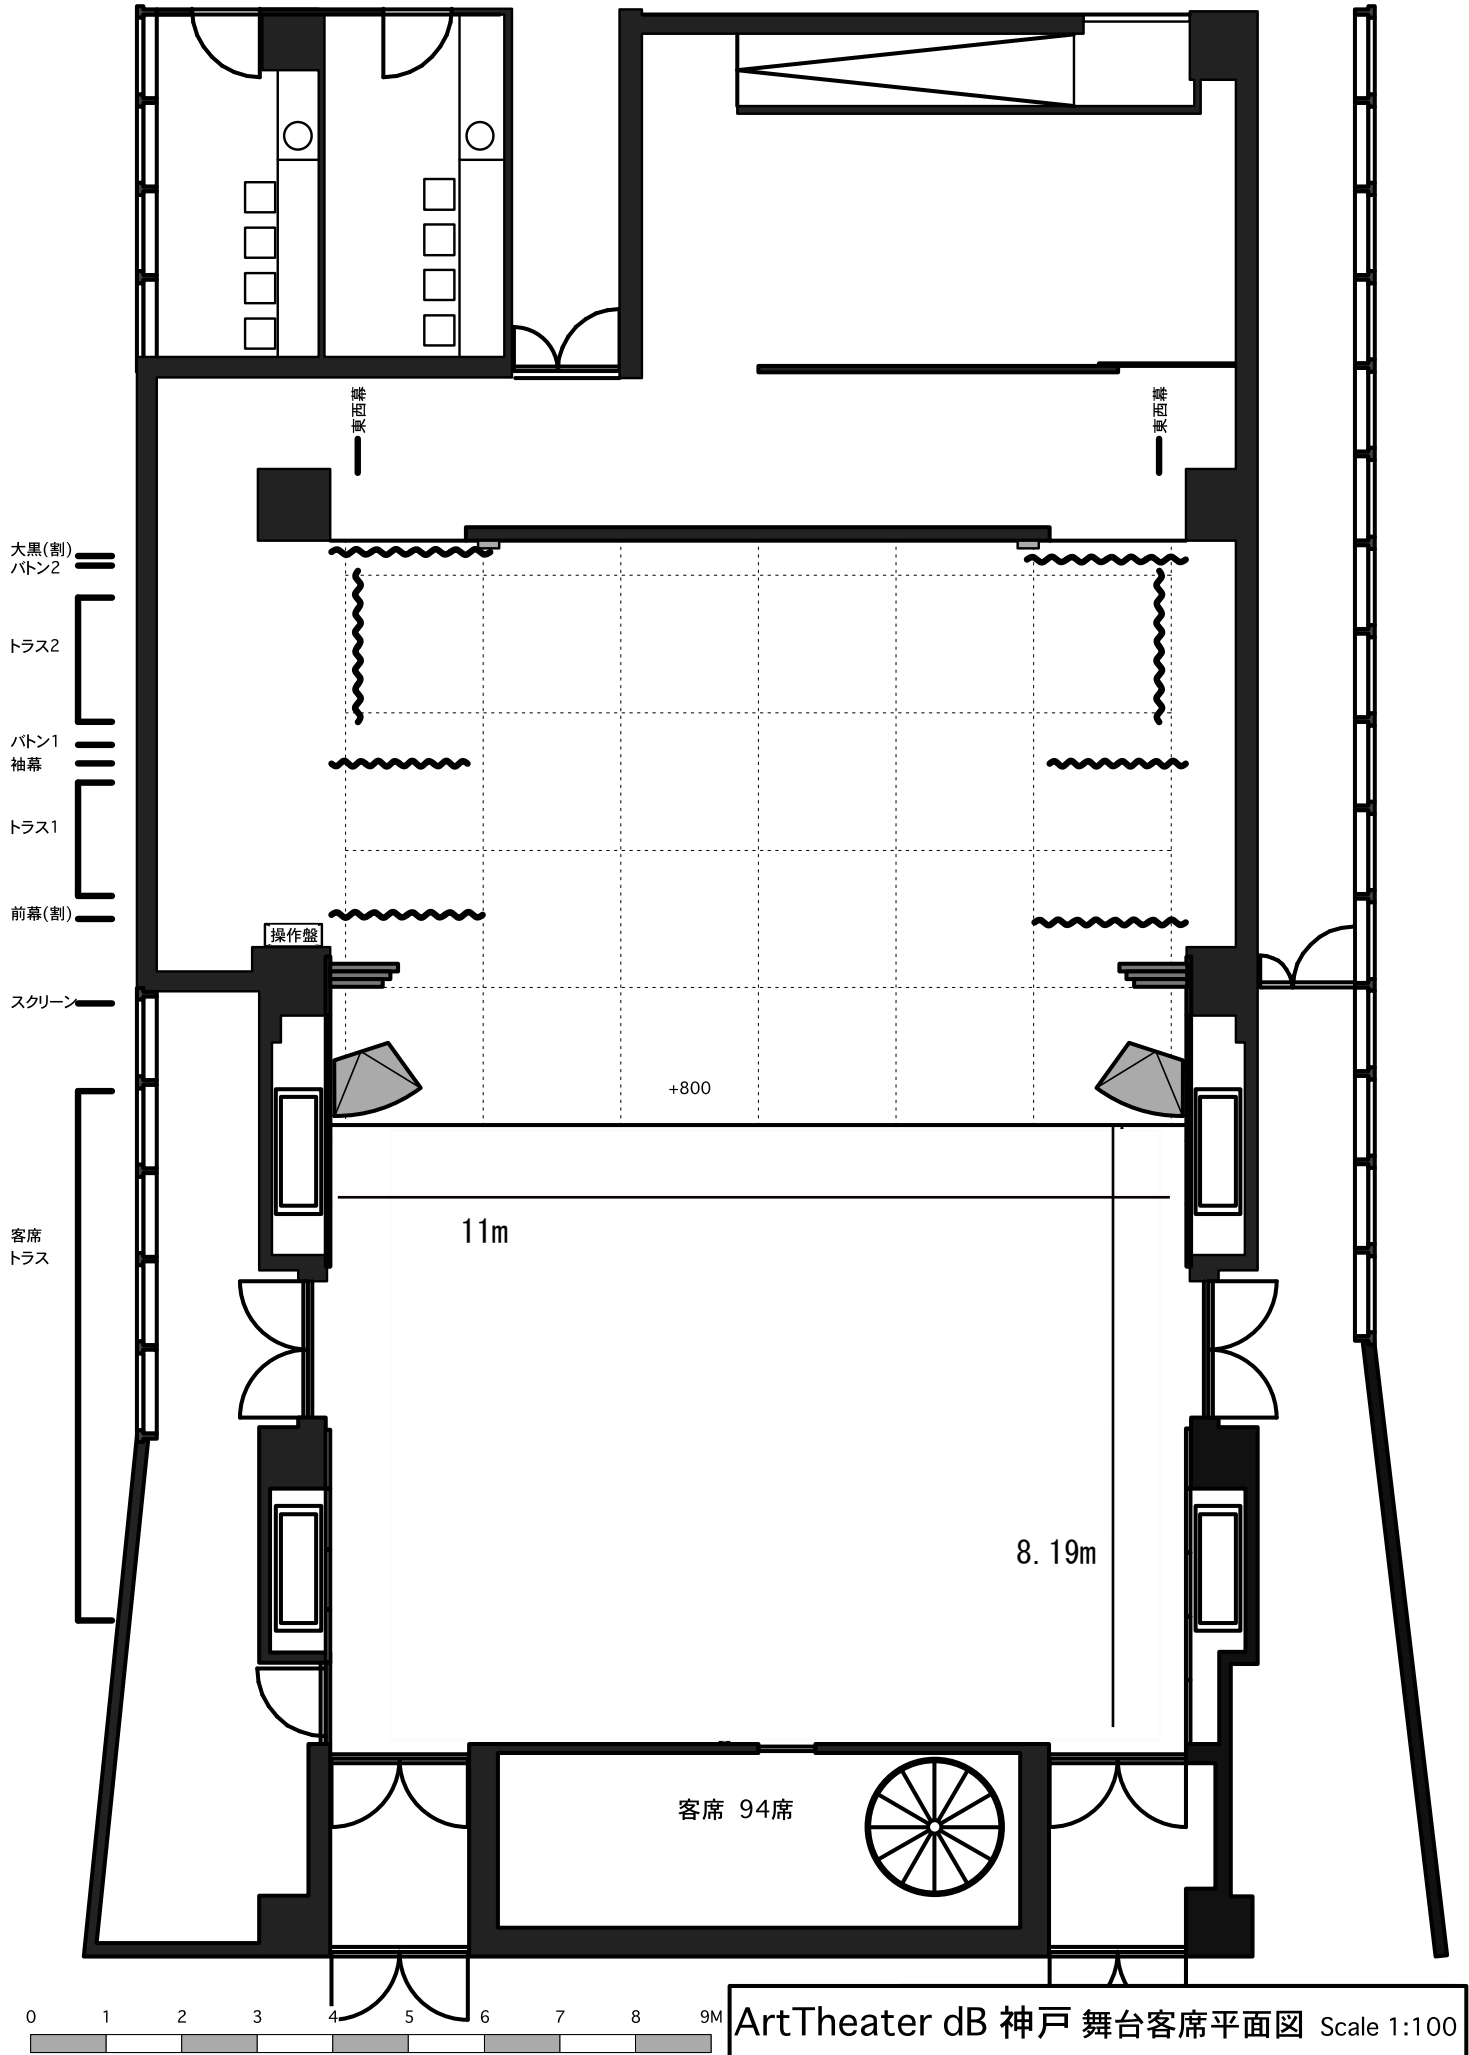 東西幕
東西幕
大黒(割)
バトン2
トラス2
バトン1
袖幕
トラス1
前幕(割)
操作盤
スクリーン
+800
11m
客席
トラス
8.19m
客席 94席
0 1 2 3 4 5 6 7 8 9M
ArtTheater dB 神戸 舞台客席平面図 Scale 1:100